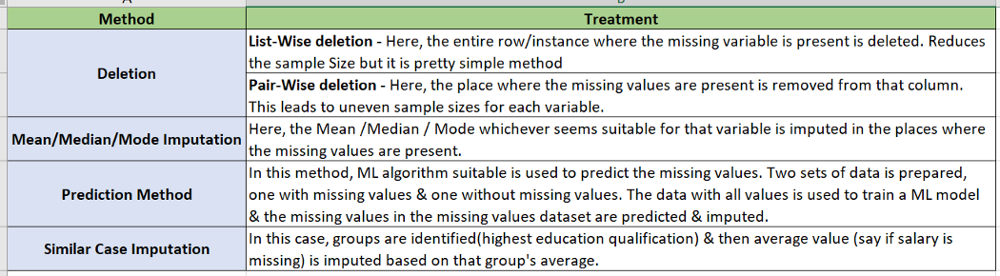 Method
Treatment
Deletion
List-Wise deletion - Here, the entire row/instance where the missing variable is present is deleted. Reduces
the sample Size but it is pretty simple method
Pair-Wise deletion - Here, the place where the missing values are present is removed from that column.
This leads to uneven sample sizes for each variable.
Mean/Median/Mode Imputation
Here, the Mean /Median / Mode whichever seems suitable for that variable is imputed in the places where
the missing values are present.
Prediction Method
In this method, ML algorithm suitable is used to predict the missing values. Two sets of data is prepared,
one with missing values & one without missing values. The data with all values is used to train a ML model
& the missing values in the missing values dataset are predicted & imputed.
Similar Case Imputation
In this case, groups are identified(highest education qualification) & then average value (say if salary is
missing) is imputed based on that group's average.